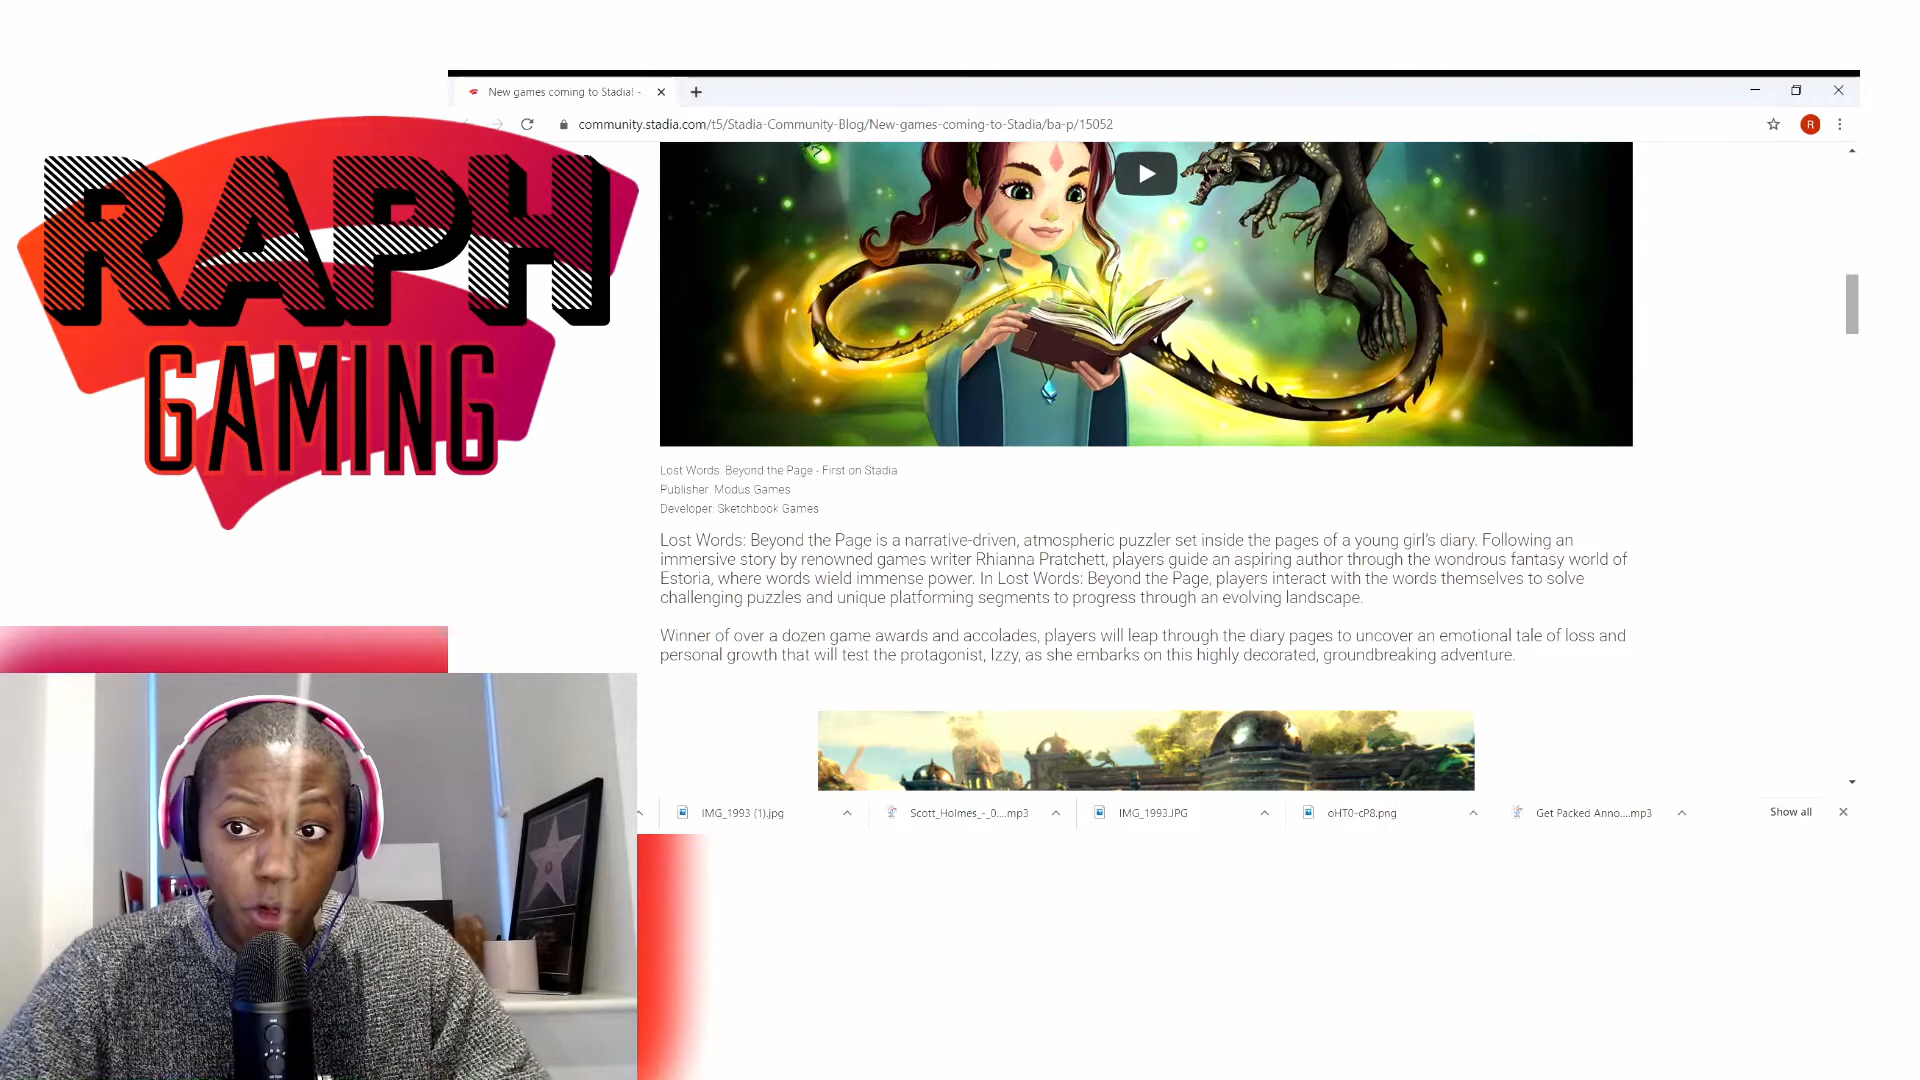 New games coming to Stadia! -
community.stadia.com/t5/Stadia-Community-Blog/New-games-coming-to-Stadia/ba-p/15052
R
RAPH
GAMING
Lost Words: Beyond the Page - First on Stadia
Publisher: Modus Games
Developer: Sketchbook Games
Lost Words: Beyond the Page is a narrative-driven, atmospheric puzzler set inside the pages of a young girl's diary. Following an
immersive story by renowned games writer Rhianna Pratchett, players guide an aspiring author through the wondrous fantasy world of
Estoria, where words wield immense power. In Lost Words: Beyond the Page, players interact with the words themselves to solve
challenging puzzles and unique platforming segments to progress through an evolving landscape.
Winner of over a dozen game awards and accolades, players will leap through the diary pages to uncover an emotional tale of loss and
personal growth that will test the protagonist, Izzy, as she embarks on this highly decorated, groundbreaking adventure.
IMG_1993 (1).jpg
Scott_Holmes_-_0....mp3
IMG_1993.JPG
oHT0-cP8.png
Get Packed Anno....mp3
Show all